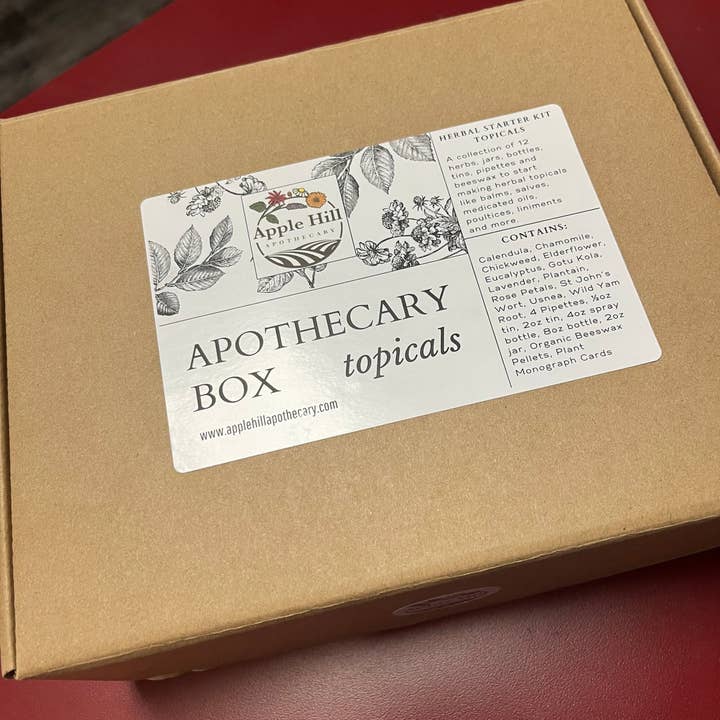 Apple Hill
APOTHECARY
APOTHECARY
BOX topicals
www.applehillapothecary.com
HERBAL STARTER KIT
TOPICALS
A collection of 12
herbs, jars, bottles,
tins, pipettes and
beeswax to start
making herbal topicals
like balms, salves,
medicated oils,
poultices, liniments
and more.
CONTAINS:
Calendula, Chamomile,
Chickweed, Elderflower,
Eucalyptus, Gotu Kola,
Lavender, Plantain,
Rose Petals, St John's
Wort, Usnea, Wild Yam
Root, 4 Pipettes, ½oz
tin, 2oz tin, 4oz spray
bottle, 8oz bottle, 2oz
jar, Organic Beeswax
Pellets, Plant
Monograph Cards